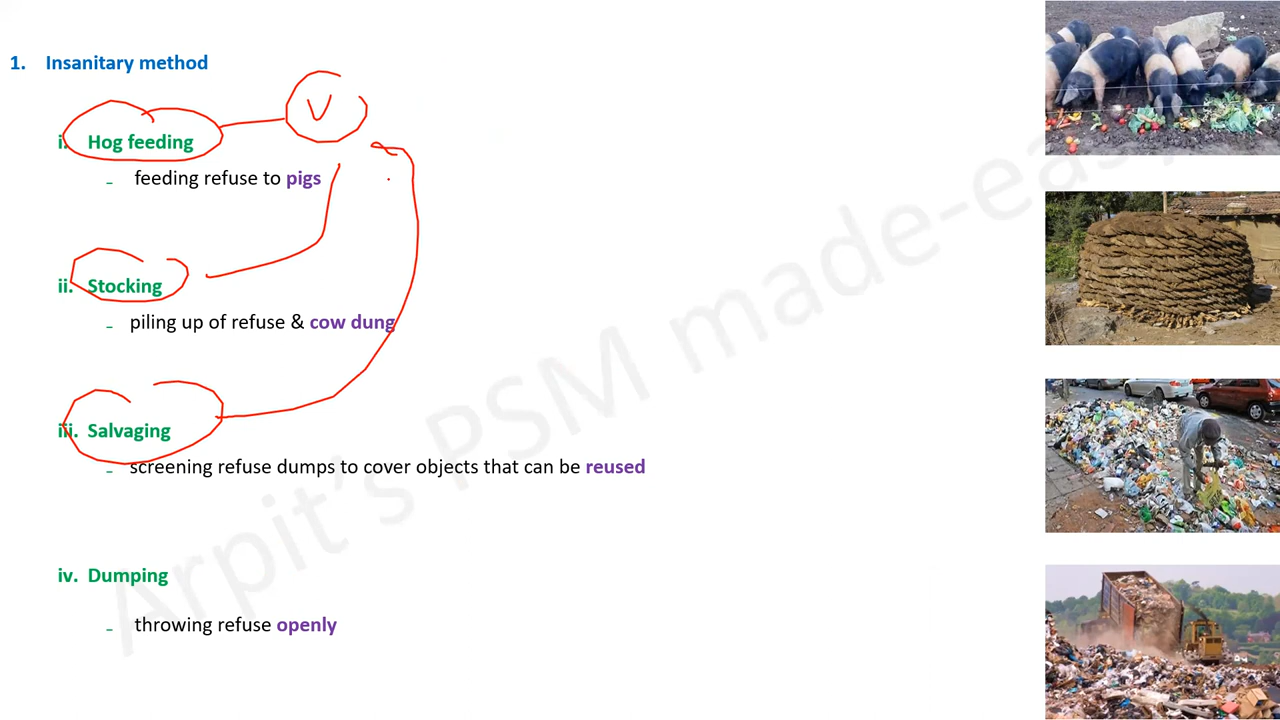 1. Insanitary method
V
i. Hog feeding
- feeding refuse to pigs
ii. Stocking
- piling up of refuse & cow dung
iii. Salvaging
- screening refuse dumps to cover objects that can be reused
iv. Dumping
- throwing refuse openly
Arpit's PSM made-easy